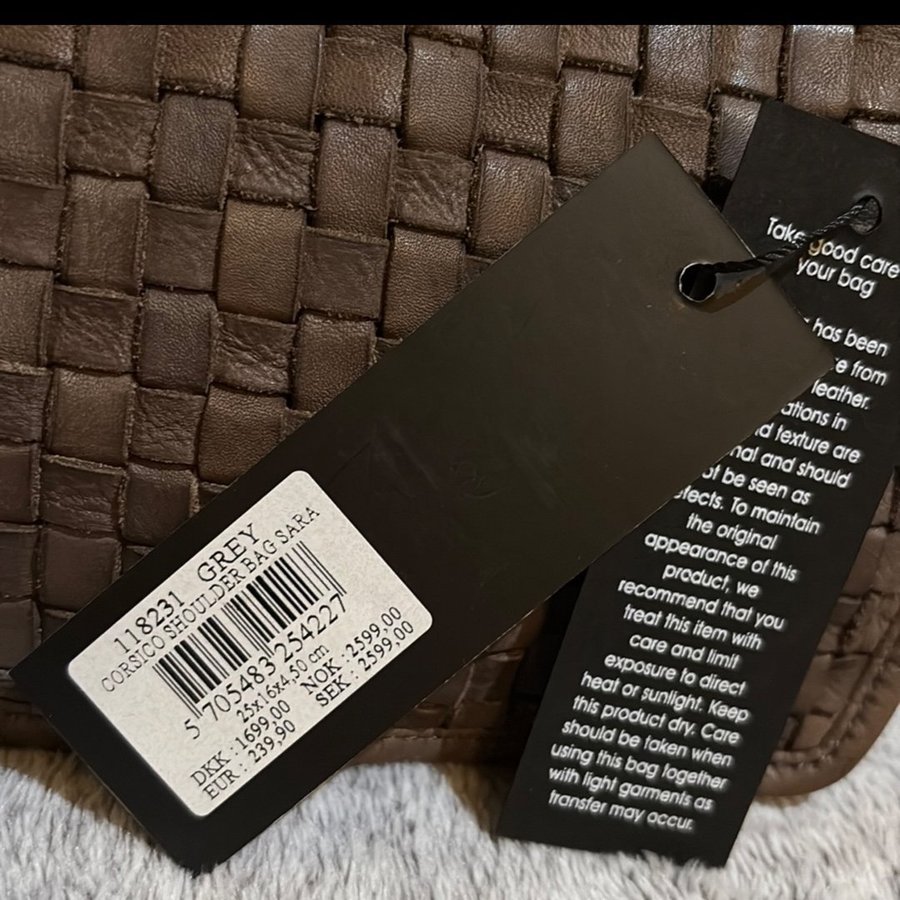 118231 GREY
CORSICO SHOULDER BAG SARA
5 705483 254227
25x16x4,50 cm
DKK : 1699.00 NOK : 2599.00
EUR : 239,90 SEK : 2599.00
Take good care
your bag
has been
from
leather.
in
texture are
and should
be seen as
To maintain
the original
appearance of this
product, we
recommend that you
treat this item with
care and limit
exposure to direct
heat or sunlight. Keep
this product dry. Care
should be taken when
using this bag together
with light garments as
transfer may occur.